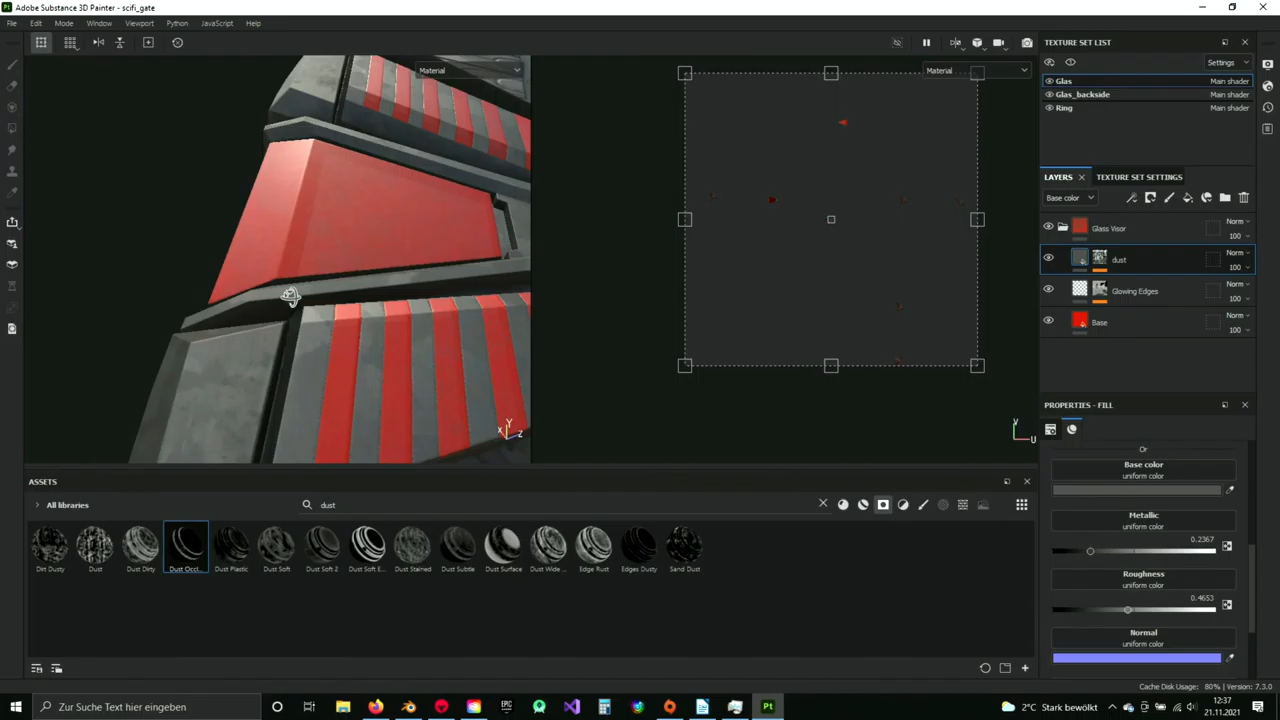 Adobe Substance 3D Painter - scifi_gate
File Edit Mode Window Viewport Python JavaScript Help
Material
Material
X Y Z
V U
TEXTURE SET LIST
Settings
Glas Main shader
Glas_backside
Ring Main shader
LAYERS TEXTURE SET SETTINGS
Base color
Glass Visor Norm 100
dust Norm 100
Glowing Edges Norm 100
Base Norm 100
PROPERTIES - FILL
Or
Base color
uniform color
Metallic
uniform color
0.2367
Roughness
uniform color
0.4653
Normal
uniform color
ASSETS
All libraries dust
Dirt Dusty Dust Dust Dirty Dust Occl... Dust Plastic Dust Soft Dust Soft 2 Dust Soft E... Dust Stained Dust Subtle Dust Surface Dust Wide ... Edge Rust Edges Dusty Sand Dust
Cache Disk Usage: 80% | Version: 7.3.0
Zur Suche Text hier eingeben
EPIC
Pt
2°C Stark bewölkt
12:37
21.11.2021